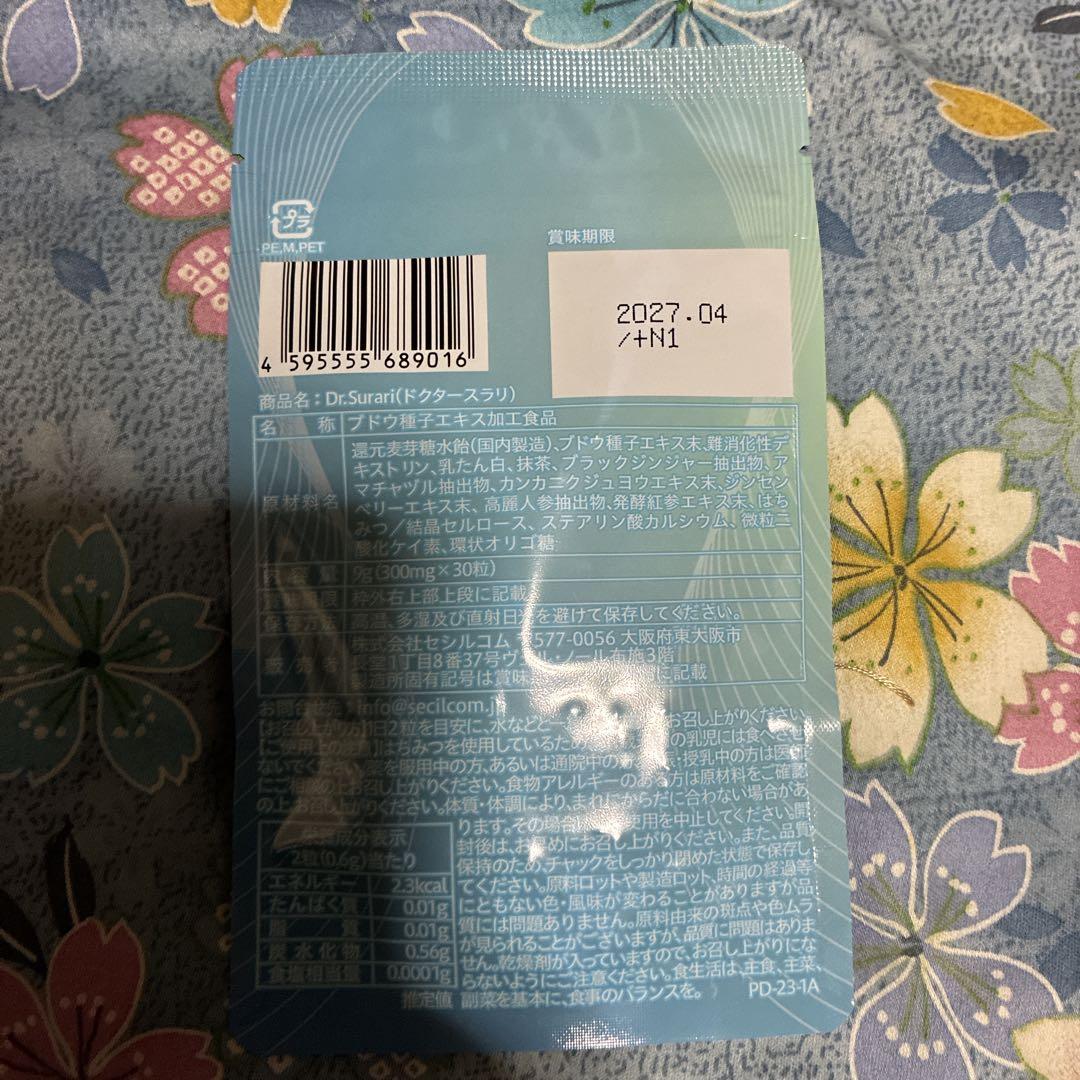 プラ
PE,M,PET
賞味期限
2027.04
/+N1
4 595555 689016
商品名：Dr.Surari(ドクタースラリ)
名 称 ブドウ種子エキス加工食品
原材料名 還元麦芽糖水飴(国内製造)、ブドウ種子エキス末、難消化性デ
キストリン、乳たん白、抹茶、ブラックジンジャー抽出物、ア
マチャヅル抽出物、カンカニクジュヨウエキス末、ジンセン
ベリーエキス末、高麗人参抽出物、発酵紅参エキス末、はち
みつ／結晶セルロース、ステアリン酸カルシウム、微粒二
酸化ケイ素、環状オリゴ糖
量 9g(300mg×30粒)
限 枠外右上部上段に記載
保存方法 高温、多湿及び直射日光を避けて保存してください。
株式会社セシルコム 〒577-0056 大阪府東大阪市
販 者 1丁目8番37号 ノール有施3階
製造所固有記号は賞味 に記載
お問合せ先 info@secilcom.j
日2粒を目安に、水などと一 お召し上がりください
はちみつを使用しているため の乳児には食べさせ
ないでください 薬を服用中の方、あるいは通院中の ・授乳中の方は医師
にご の上お召し上がりください。食物アレルギーのある方は原材料をご確認
の上お召し上がりください。体質・体調により、まれにからだに合わない場合があ
ります。その場合は 使用を中止してください。開
封後は、お早めにお召し上がりください。また、品質
保持のため、チャックをしっかり閉めた状態で保存し
てください。原料ロットや製造ロット、時間の経過等
にともない色・風味が変わることがありますが品
質には問題ありません。原料由来の斑点や色ムラ
が見られることがございますが、品質に問題はありま
せん。乾燥剤が入っていますので、お召し上がりにな
らないようにご注意ください。食生活は、主食、主菜、
副菜を基本に、食事のバランスを。
成分表示
2粒(0.6g)当たり
エネルギー 2.3kcal
たんぱく質 0.01g
脂 質 0.01g
炭水化物 0.56g
食塩相当量 0.0001g
推定値
PD-23-1A